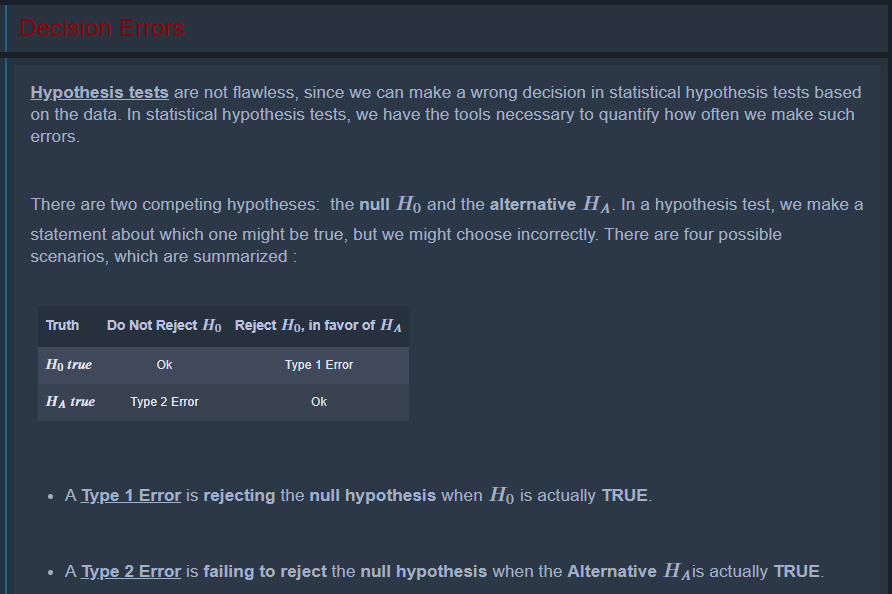 Decision Errors
Hypothesis tests are not flawless, since we can make a wrong decision in statistical hypothesis tests based
on the data. In statistical hypothesis tests, we have the tools necessary to quantify how often we make such
errors.
There are two competing hypotheses: the null H₀ and the alternative H_A. In a hypothesis test, we make a
statement about which one might be true, but we might choose incorrectly. There are four possible
scenarios, which are summarized :
Truth Do Not Reject H₀ Reject H₀, in favor of H_A
H₀ true Ok Type 1 Error
H_A true Type 2 Error Ok
• A Type 1 Error is rejecting the null hypothesis when H₀ is actually TRUE.
• A Type 2 Error is failing to reject the null hypothesis when the Alternative H_A is actually TRUE.